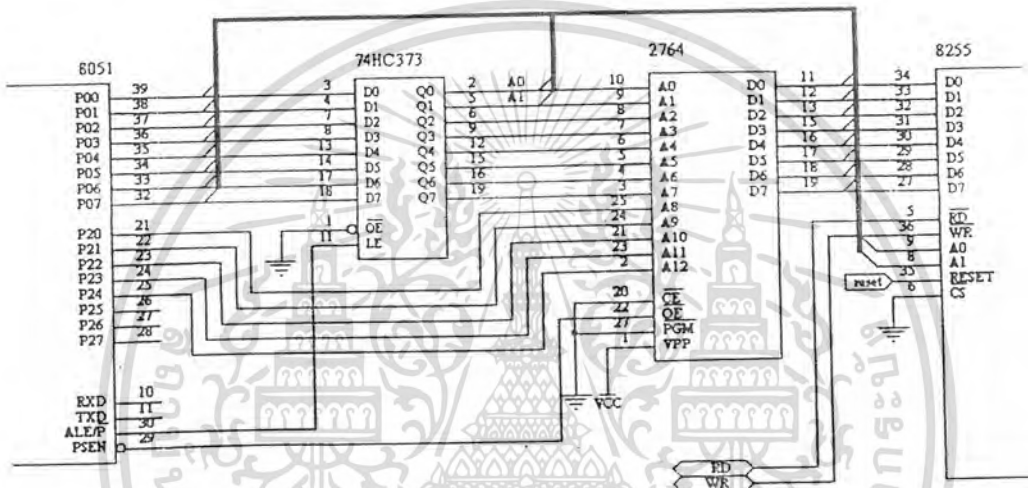 8051
74HC373
2764
8255
P00 39
P01 38
P02 37
P03 36
P04 35
P05 34
P06 33
P07 32
P20 21
P21 22
P22 23
P23 24
P24 25
P25 26
P26 27
P27 28
RXD 10
TXD 11
ALE/P 30
PSEN 29
3 D0 Q0 2 A0
4 D1 Q1 5 A1
7 D2 Q2 6
8 D3 Q3 9
13 D4 Q4 12
14 D5 Q5 15
17 D6 Q6 16
18 D7 Q7 19
1 OE
11 LE
10 A0 D0 11
9 A1 D1 12
8 A2 D2 13
7 A3 D3 15
6 A4 D4 16
5 A5 D5 17
4 A6 D6 18
3 A7 D7 19
25 A8
24 A9
21 A10
23 A11
2 A12
20 CE
22 OE
27 PGM
1 VPP
VCC
34 D0
33 D1
32 D2
31 D3
30 D4
29 D5
28 D6
27 D7
5 RD
36 WR
9 A0
8 A1
reset 35 RESET
6 CS
RD
WR